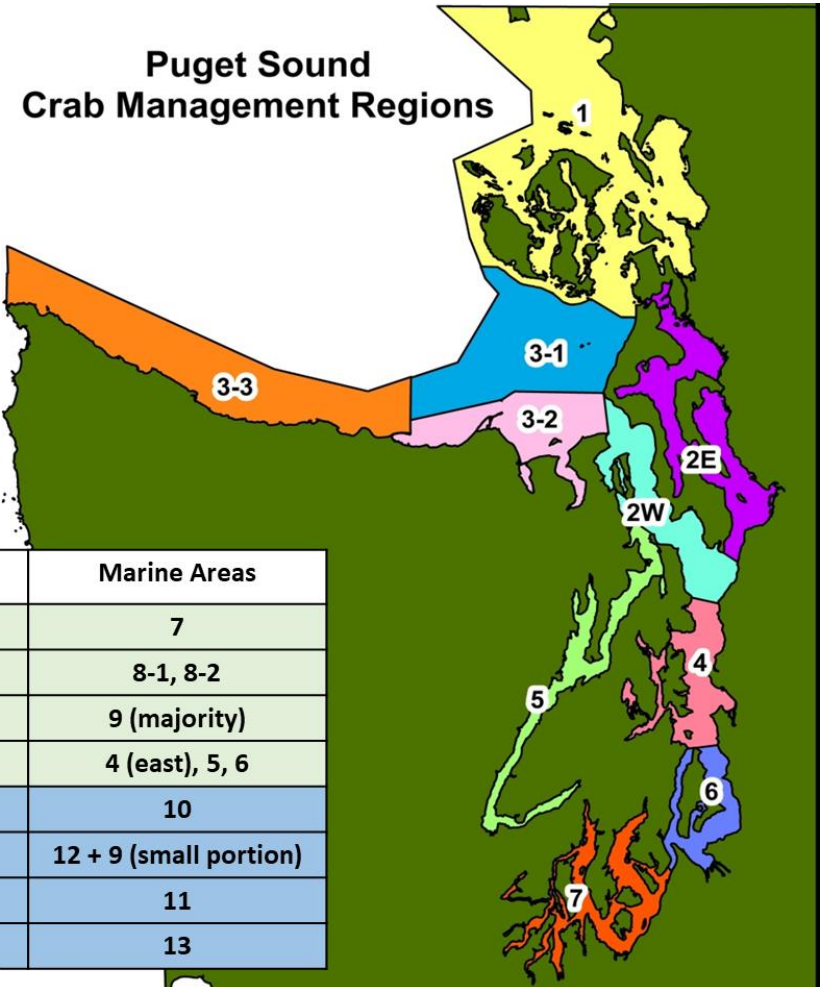 Puget Sound
Crab Management Regions
1
3-1
3-3
3-2
2E
2W
4
5
6
7
Marine Areas
7
8-1, 8-2
9 (majority)
4 (east), 5, 6
10
12 + 9 (small portion)
11
13